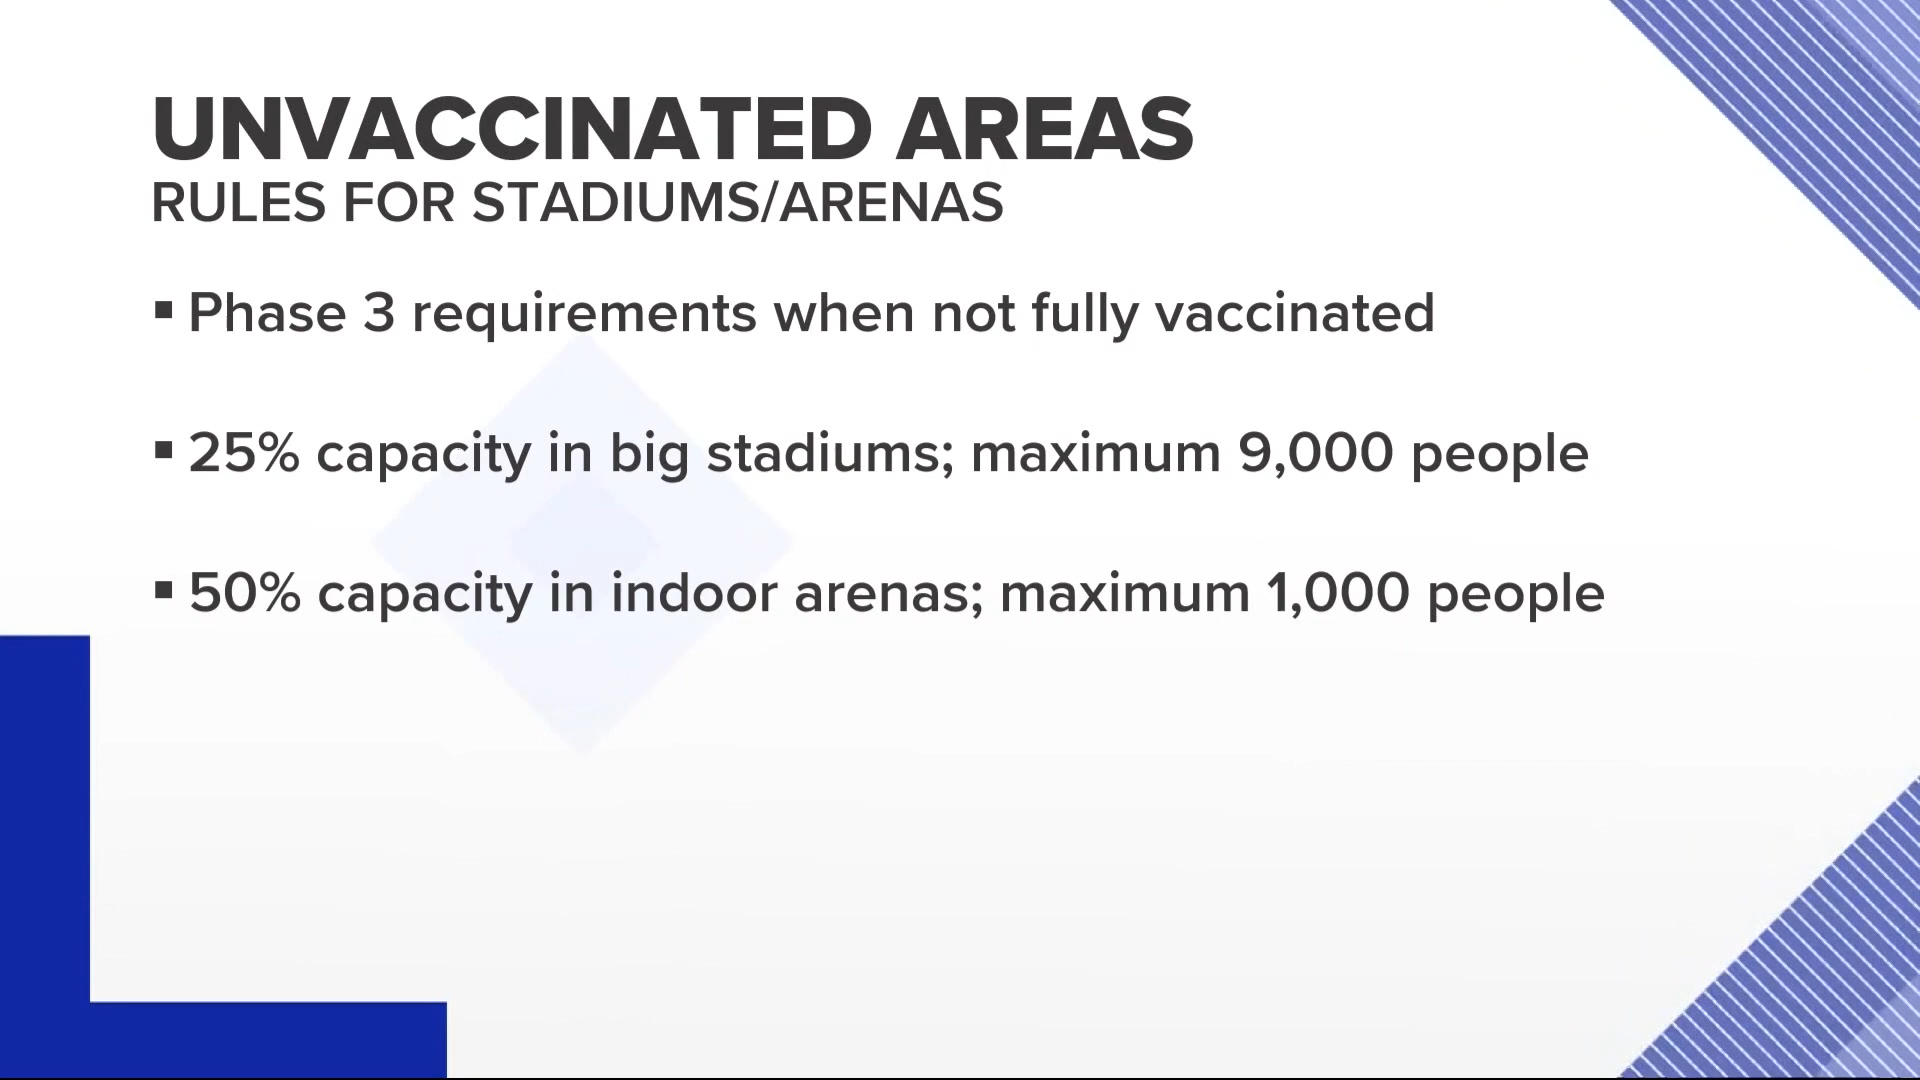 UNVACCINATED AREAS
RULES FOR STADIUMS/ARENAS
▪ Phase 3 requirements when not fully vaccinated
▪ 25% capacity in big stadiums; maximum 9,000 people
▪ 50% capacity in indoor arenas; maximum 1,000 people